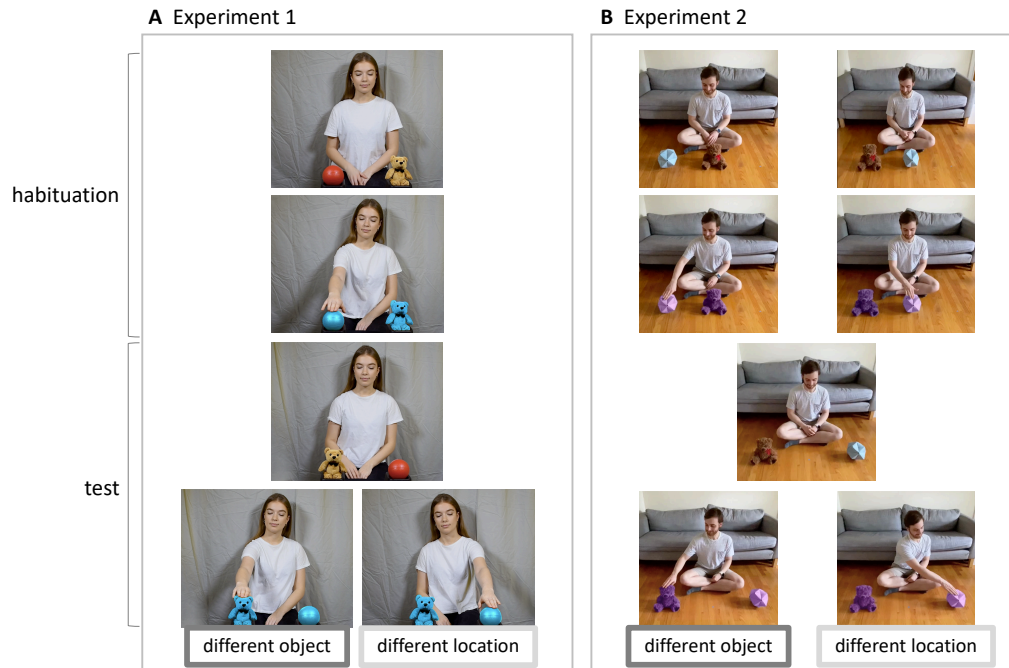 A Experiment 1
B Experiment 2
habituation
test
different object
different location
different object
different location